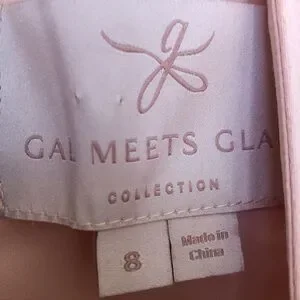 GAL MEETS GLA
COLLECTION
8
Made in
China